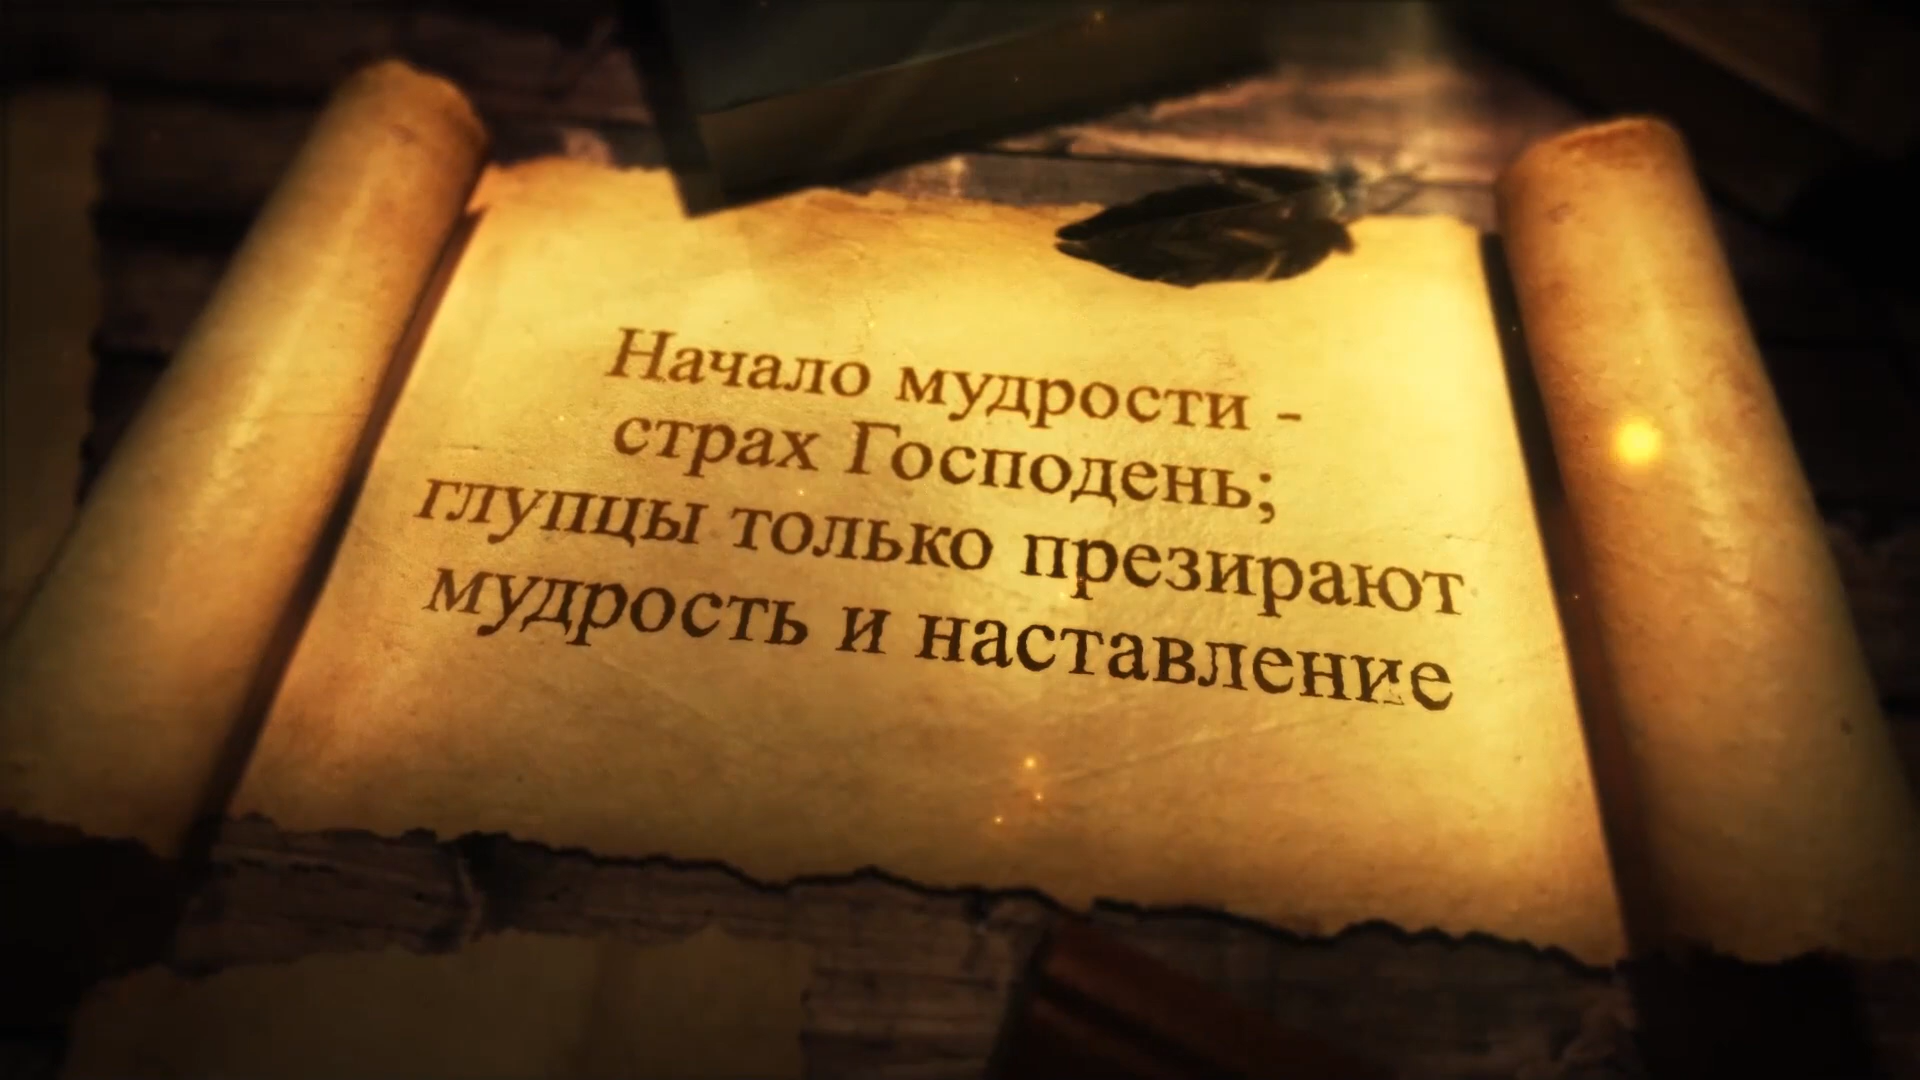 Начало мудрости -
страх Господень;
глупцы только презирают
мудрость и наставление